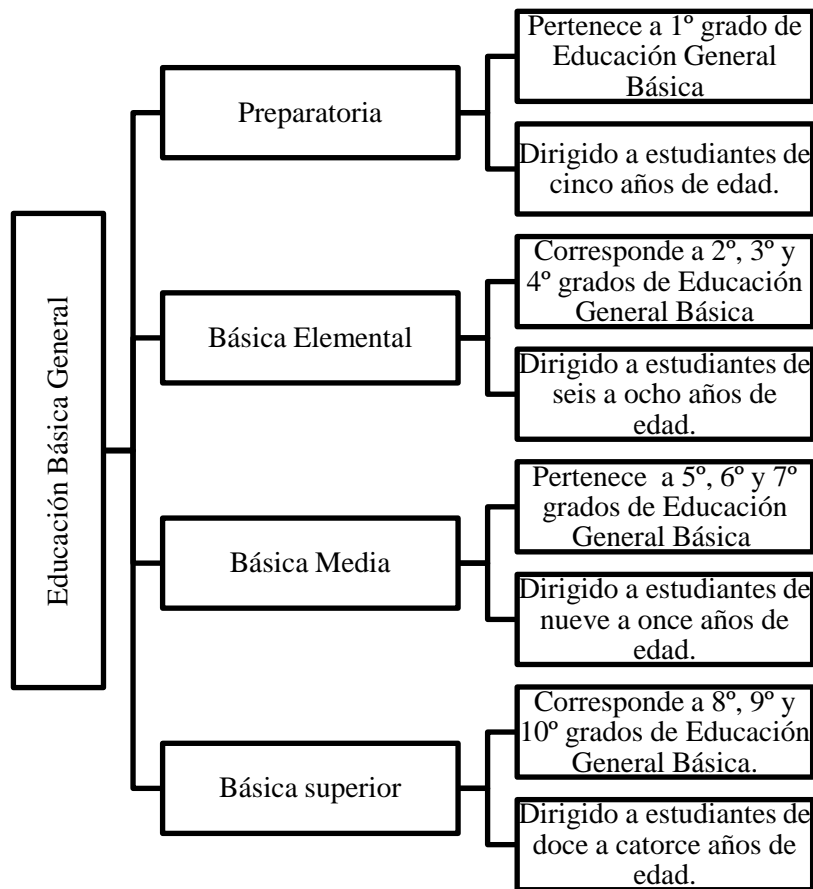 Educación Básica General
Preparatoria
Pertenece a 1º grado de
Educación General
Básica
Dirigido a estudiantes de
cinco años de edad.
Básica Elemental
Corresponde a 2º, 3º y
4º grados de Educación
General Básica
Dirigido a estudiantes de
seis a ocho años de
edad.
Básica Media
Pertenece  a 5º, 6º y 7º
grados de Educación
General Básica
Dirigido a estudiantes de
nueve a once años de
edad.
Básica superior
Corresponde a 8º, 9º y
10º grados de Educación
General Básica.
Dirigido a estudiantes de
doce a catorce años de
edad.